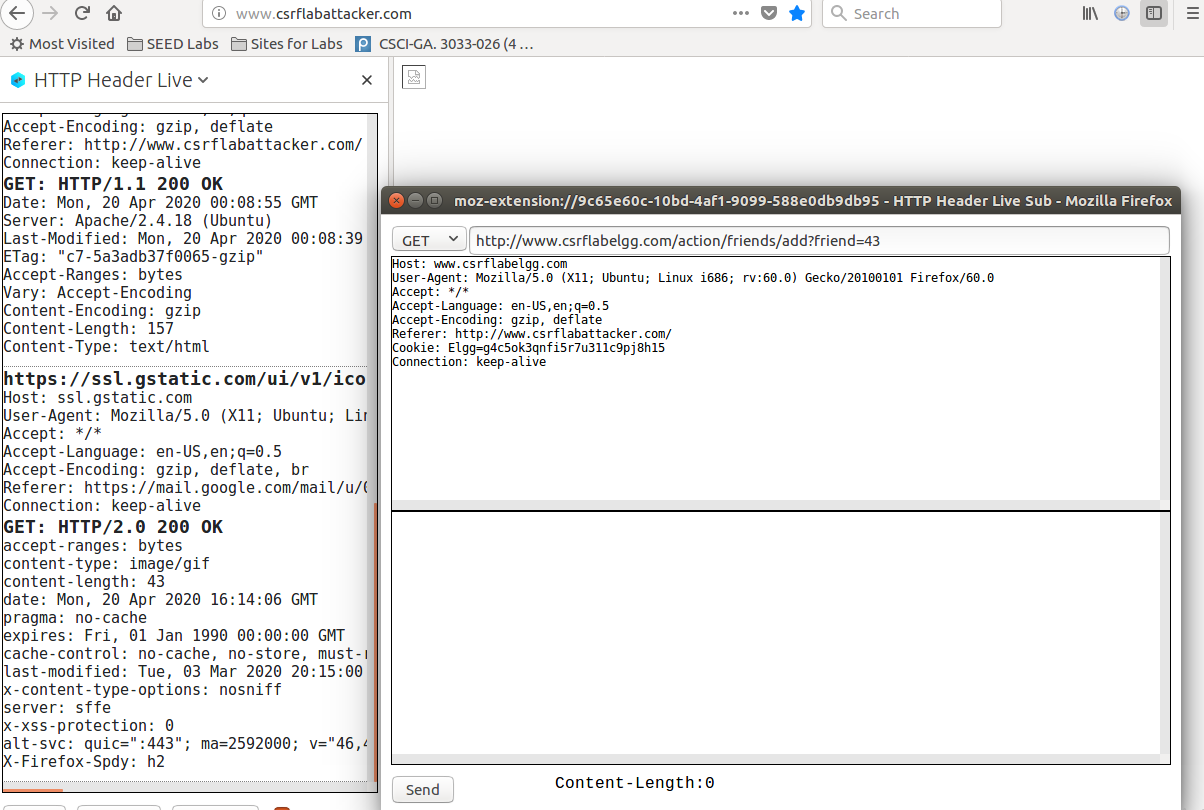 www.csrflabattacker.com
Search
Most Visited SEED Labs Sites for Labs CSCI-GA. 3033-026 (4 …
HTTP Header Live
Accept-Encoding: gzip, deflate
Referer: http://www.csrflabattacker.com/
Connection: keep-alive
GET: HTTP/1.1 200 OK
Date: Mon, 20 Apr 2020 00:08:55 GMT
Server: Apache/2.4.18 (Ubuntu)
Last-Modified: Mon, 20 Apr 2020 00:08:39
ETag: "c7-5a3adb37f0065-gzip"
Accept-Ranges: bytes
Vary: Accept-Encoding
Content-Encoding: gzip
Content-Length: 157
Content-Type: text/html
https://ssl.gstatic.com/ui/v1/ico
Host: ssl.gstatic.com
User-Agent: Mozilla/5.0 (X11; Ubuntu; Lin
Accept: */*
Accept-Language: en-US,en;q=0.5
Accept-Encoding: gzip, deflate, br
Referer: https://mail.google.com/mail/u/0
Connection: keep-alive
GET: HTTP/2.0 200 OK
accept-ranges: bytes
content-type: image/gif
content-length: 43
date: Mon, 20 Apr 2020 16:14:06 GMT
pragma: no-cache
expires: Fri, 01 Jan 1990 00:00:00 GMT
cache-control: no-cache, no-store, must-r
last-modified: Tue, 03 Mar 2020 20:15:00
x-content-type-options: nosniff
server: sffe
x-xss-protection: 0
alt-svc: quic=":443"; ma=2592000; v="46,4
X-Firefox-Spdy: h2
moz-extension://9c65e60c-10bd-4af1-9099-588e0db9db95 - HTTP Header Live Sub - Mozilla Firefox
GET http://www.csrflabelgg.com/action/friends/add?friend=43
Host: www.csrflabelgg.com
User-Agent: Mozilla/5.0 (X11; Ubuntu; Linux i686; rv:60.0) Gecko/20100101 Firefox/60.0
Accept: */*
Accept-Language: en-US,en;q=0.5
Accept-Encoding: gzip, deflate
Referer: http://www.csrflabattacker.com/
Cookie: Elgg=g4c5ok3qnfi5r7u311c9pj8h15
Connection: keep-alive
Send Content-Length:0